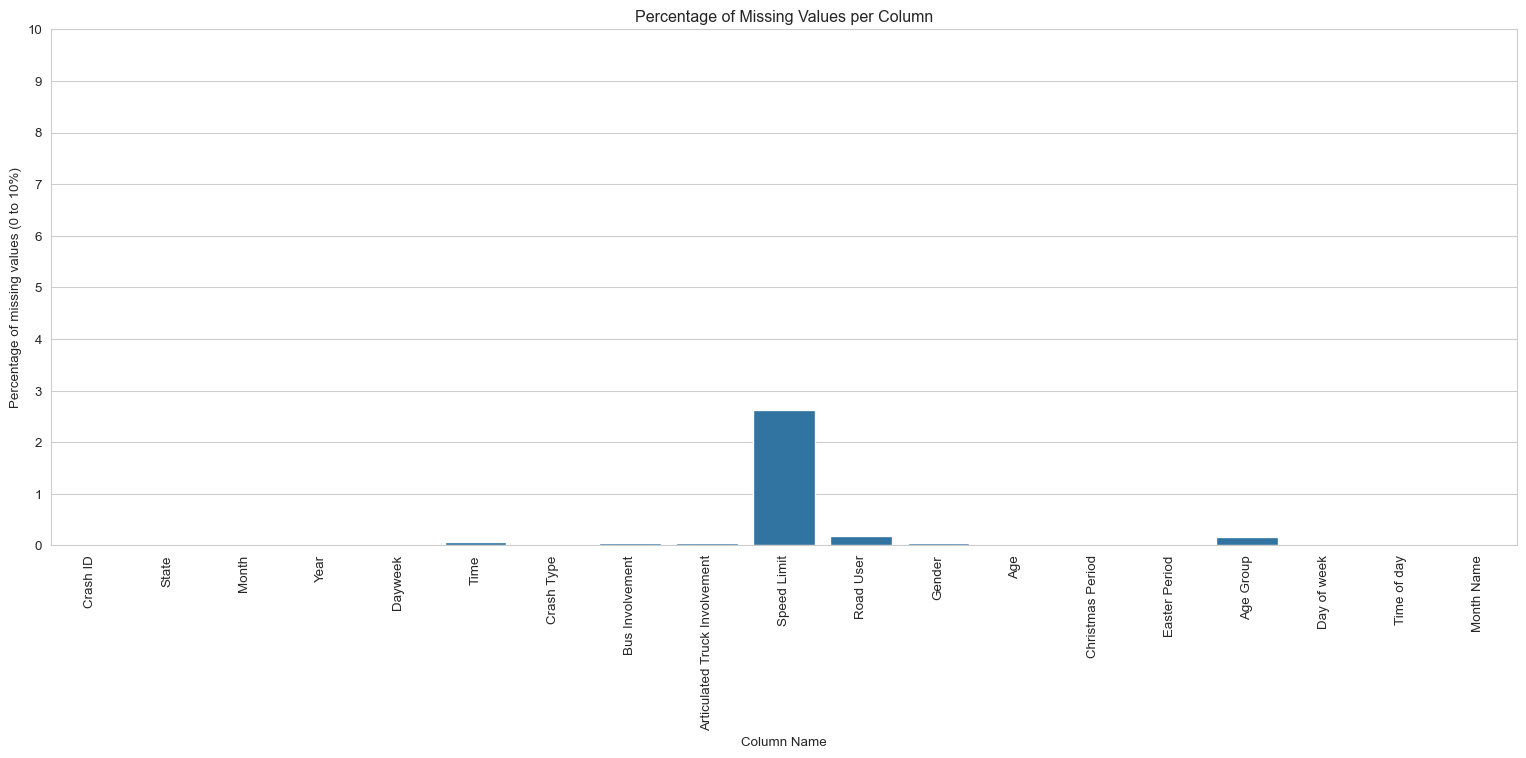 Percentage of Missing Values per Column
Percentage of missing values (0 to 10%)
10
9
8
7
6
5
4
3
2
1
0
Crash ID
State
Month
Year
Dayweek
Time
Crash Type
Bus Involvement
Articulated Truck Involvement
Speed Limit
Road User
Gender
Age
Christmas Period
Easter Period
Age Group
Day of week
Time of day
Month Name
Column Name